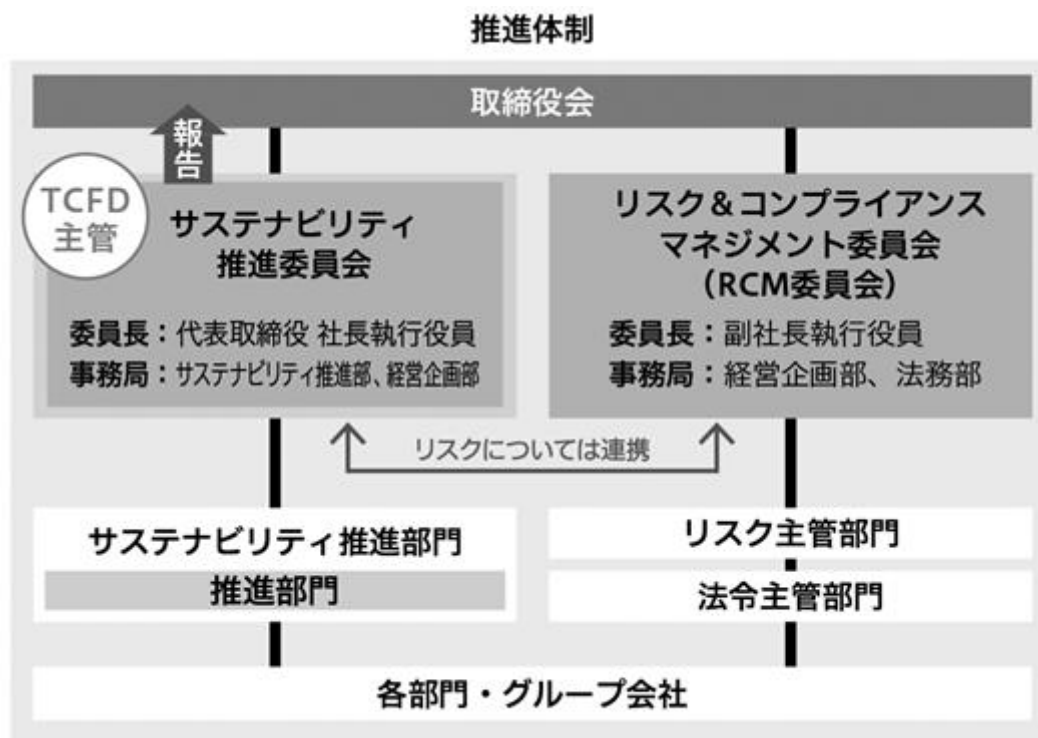 推進体制
取締役会
報告
TCFD
主管
サステナビリティ
推進委員会
委員長：代表取締役 社長執行役員
事務局：サステナビリティ推進部、経営企画部
リスク＆コンプライアンス
マネジメント委員会
（RCM委員会）
委員長：副社長執行役員
事務局：経営企画部、法務部
リスクについては連携
サステナビリティ推進部門
推進部門
リスク主管部門
法令主管部門
各部門・グループ会社